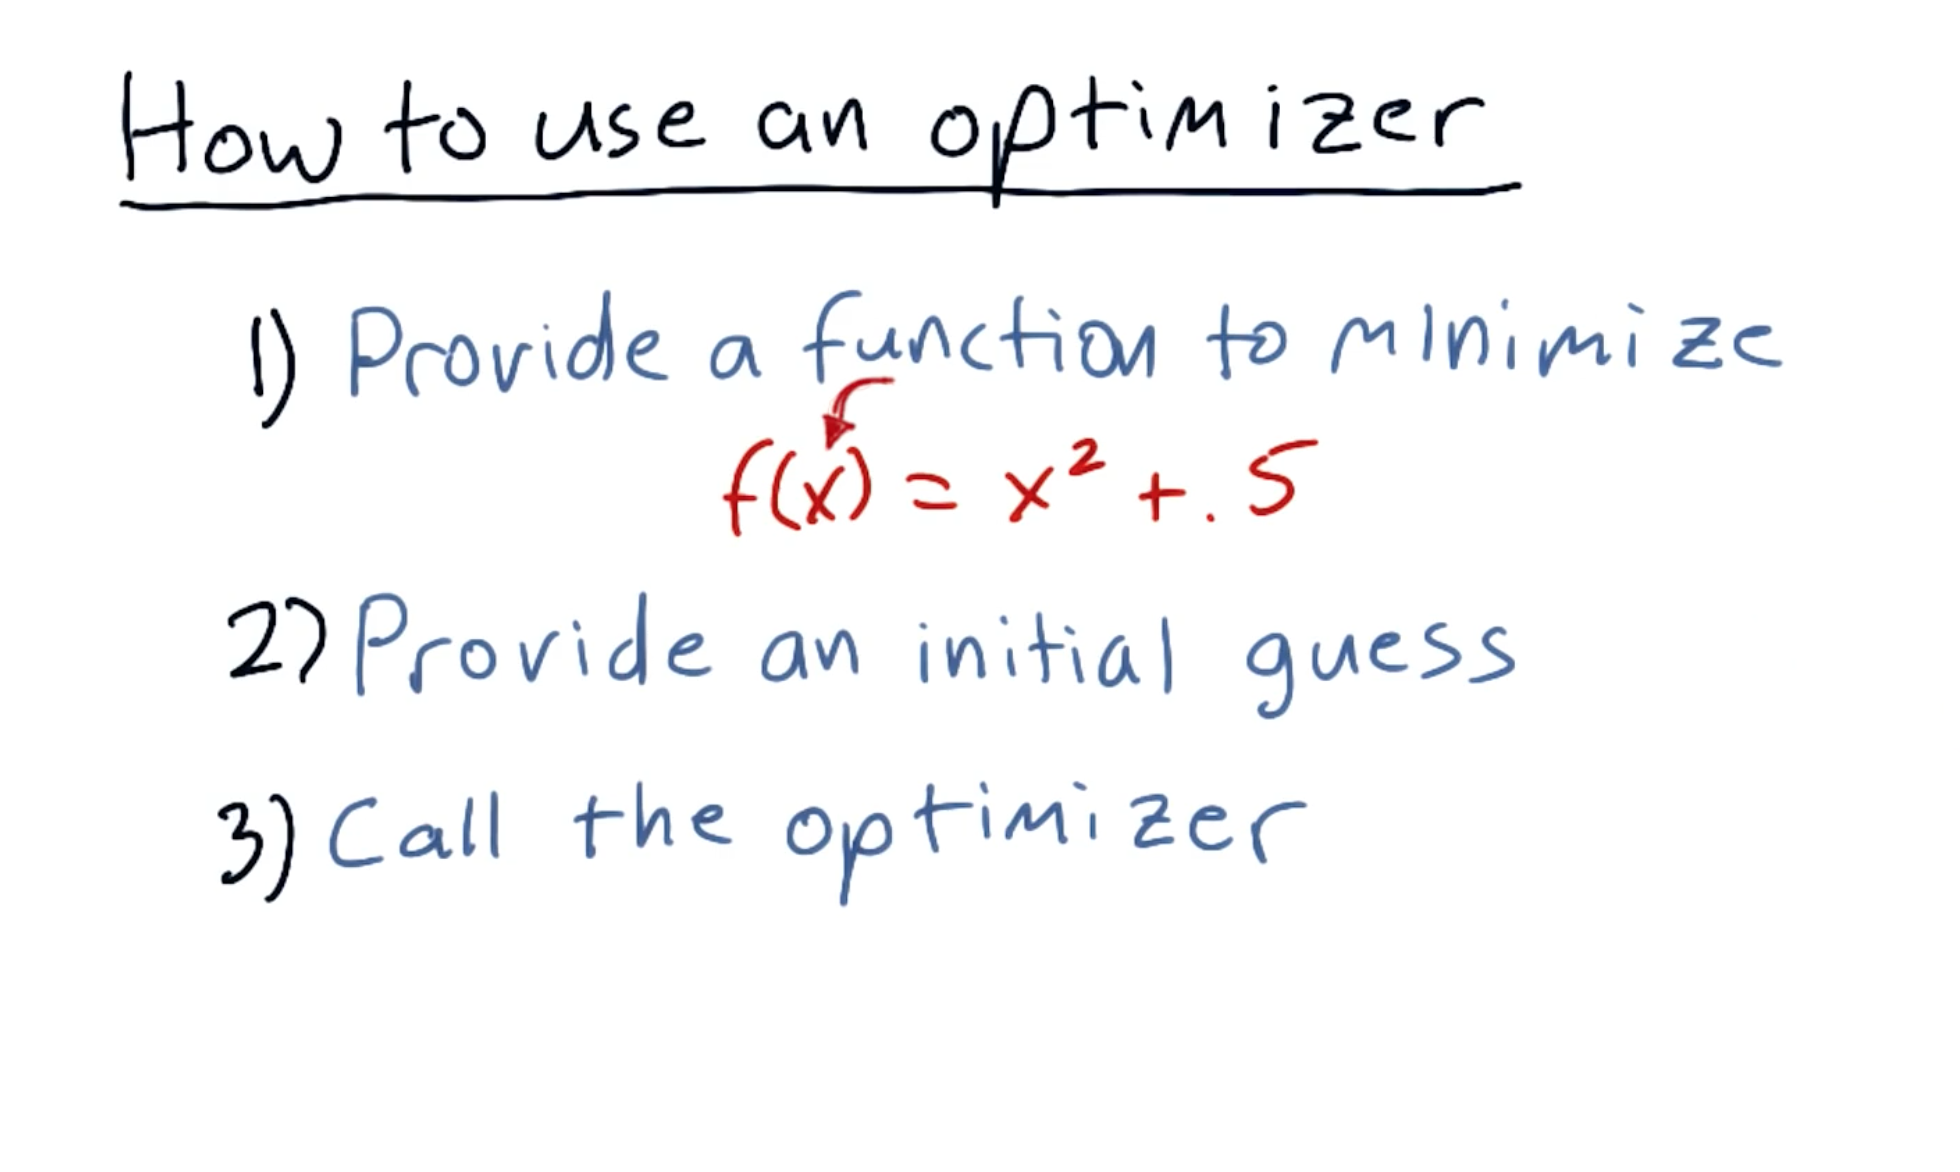 How to use an optimizer
1) Provide a function to minimize
f(x) = x² + .5
2) Provide an initial guess
3) Call the optimizer